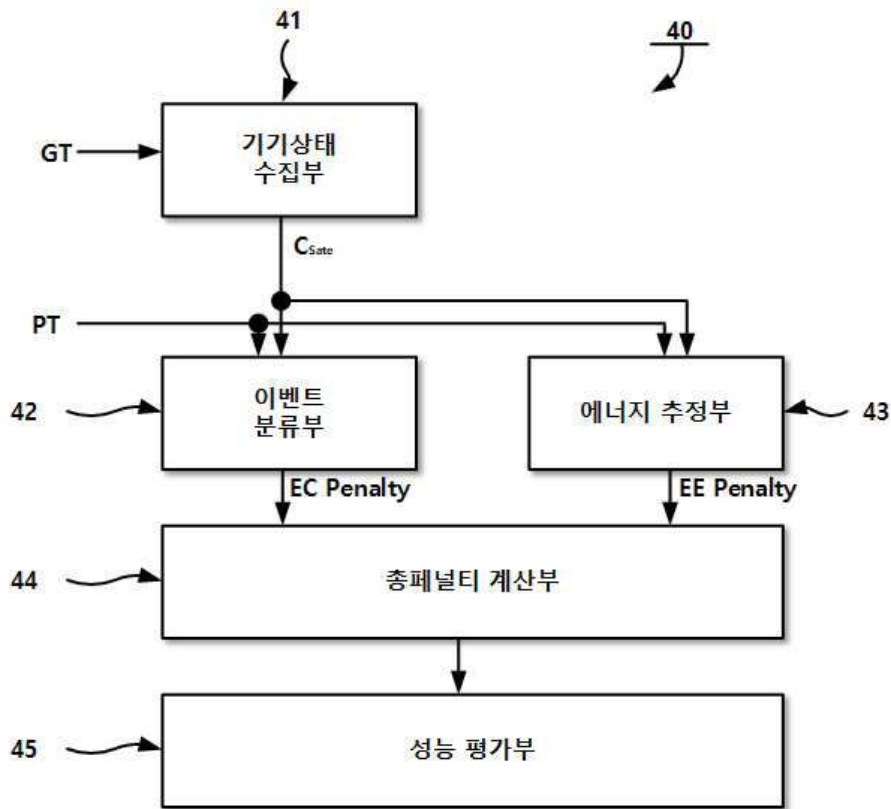 41
40
GT
기기상태
수집부
CSate
PT
42
이벤트
분류부
에너지 추정부
43
EC Penalty
EE Penalty
44
총페널티 계산부
45
성능 평가부